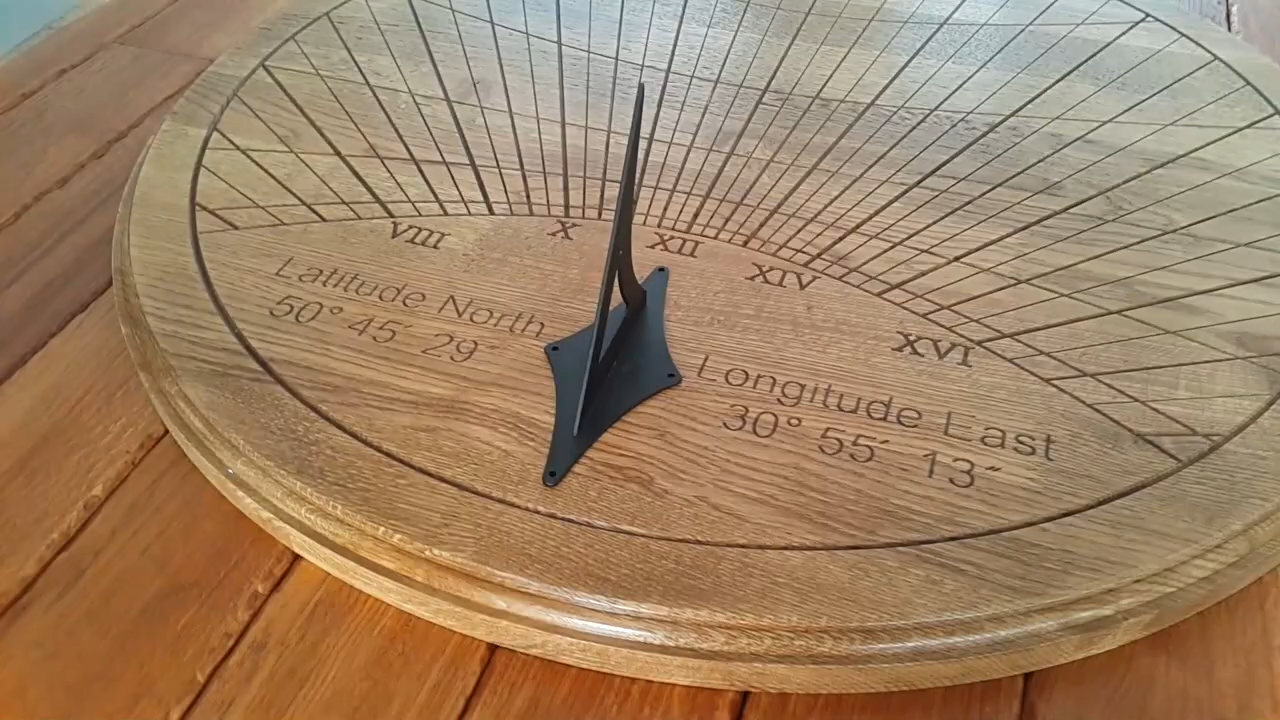 VIII X XII XIV XVI
Latitude North
50° 45′ 29″
Longitude East
30° 55′ 13″